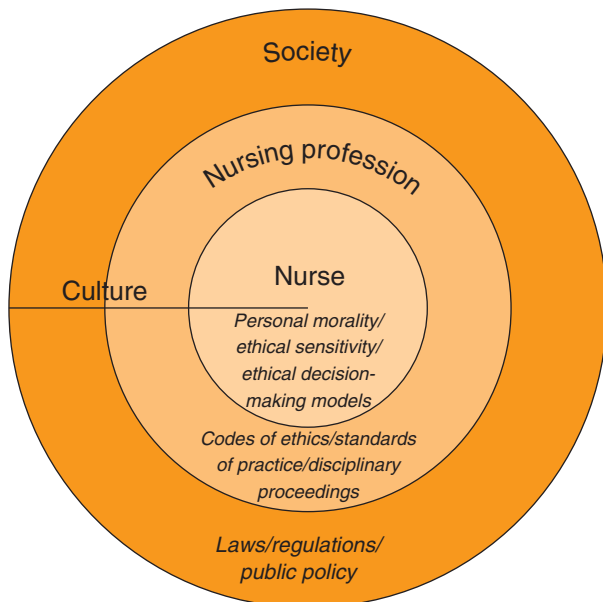 Society
Nursing profession
Nurse
Culture
Personal morality/
ethical sensitivity/
ethical decision-
making models
Codes of ethics/standards
of practice/disciplinary
proceedings
Laws/regulations/
public policy